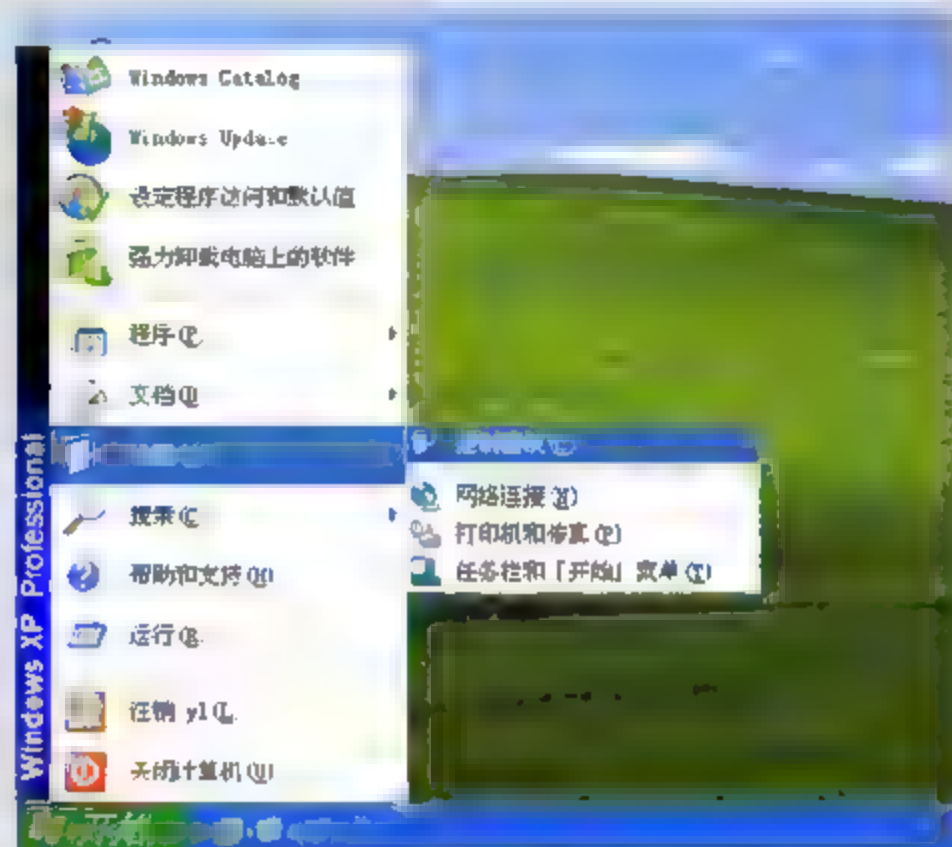 Windows Catalog
Windows Update
设定程序访问和默认值
强力卸载电脑上的软件
程序(P)
文档(D)
搜索(C)
帮助和支持(H)
运行(R)
注销 yl(L)
关闭计算机(U)
网络连接(N)
打印机和传真(P)
任务栏和「开始」菜单(T)
Windows XP Professional